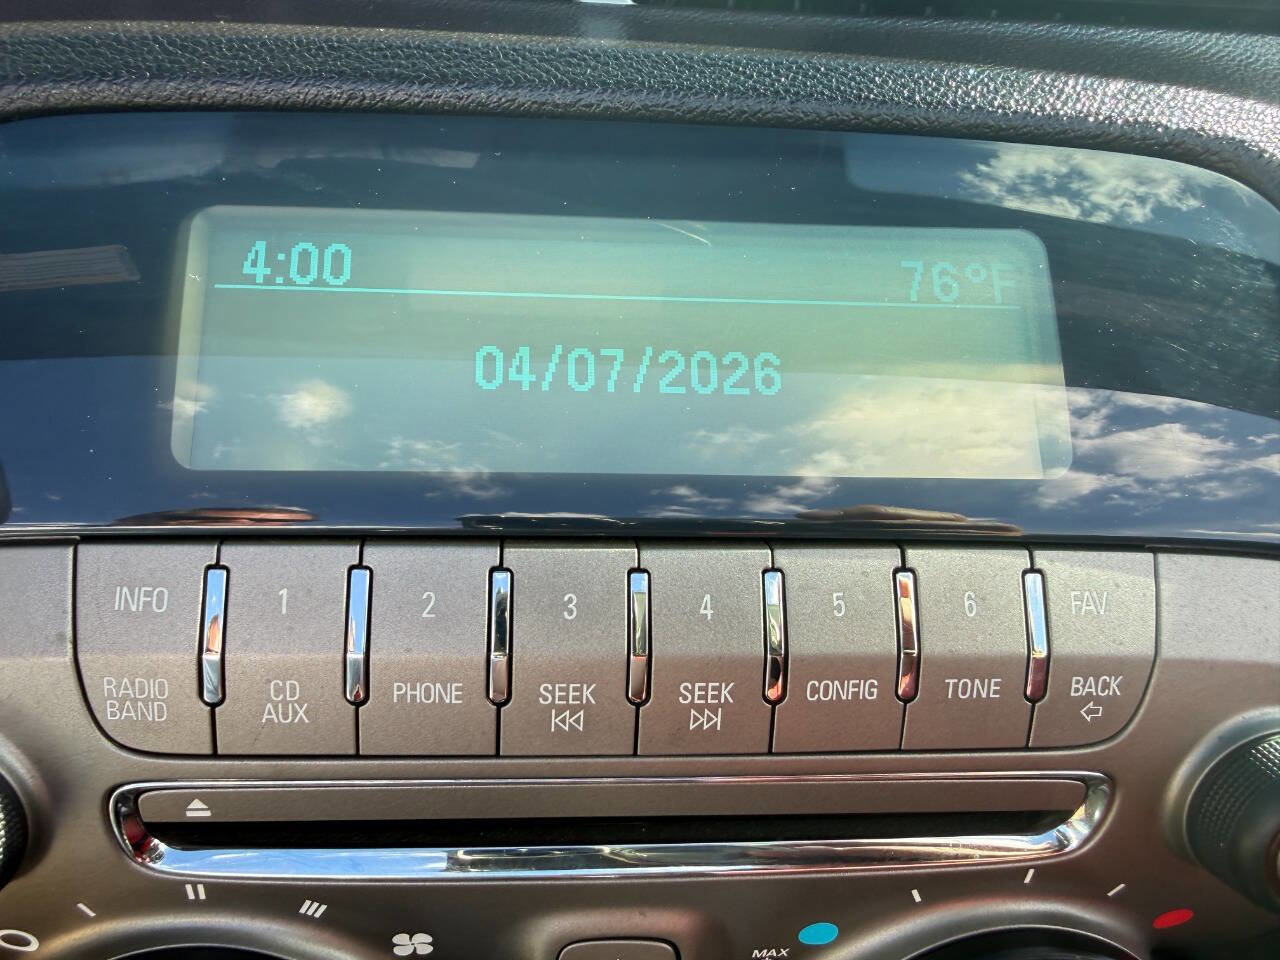 4:00 76°F
04/07/2026
INFO 1 2 3 4 5 6 FAV
RADIO BAND
CD AUX
PHONE
SEEK
SEEK
CONFIG
TONE
BACK
MAX